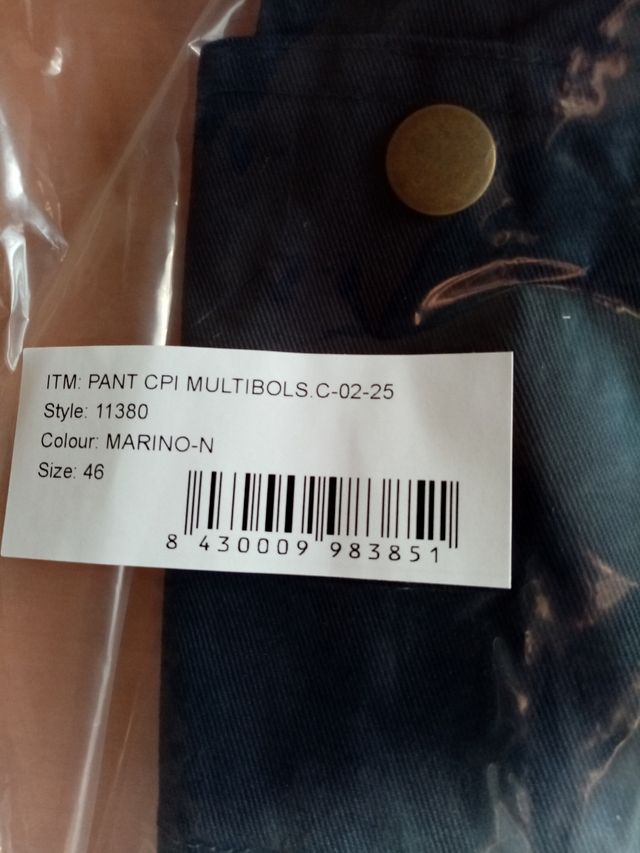 ITM: PANT CPI MULTIBOLS.C-02-25
Style: 11380
Colour: MARINO-N
Size: 46
8 430009 983851